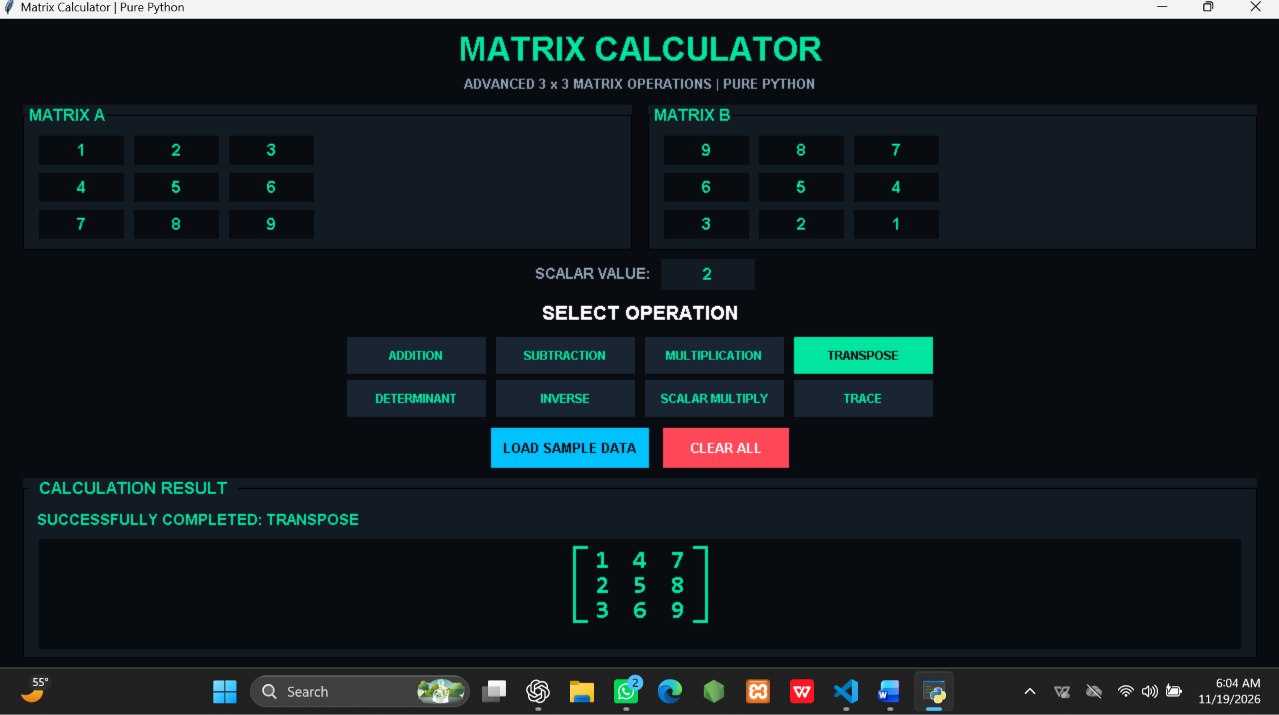 Matrix Calculator | Pure Python
MATRIX CALCULATOR
ADVANCED 3 x 3 MATRIX OPERATIONS | PURE PYTHON
MATRIX A
1 2 3
4 5 6
7 8 9
MATRIX B
9 8 7
6 5 4
3 2 1
SCALAR VALUE: 2
SELECT OPERATION
ADDITION SUBTRACTION MULTIPLICATION TRANSPOSE
DETERMINANT INVERSE SCALAR MULTIPLY TRACE
LOAD SAMPLE DATA CLEAR ALL
CALCULATION RESULT
SUCCESSFULLY COMPLETED: TRANSPOSE
1 4 7
2 5 8
3 6 9
55°
Search
2
W
W
6:04 AM
11/19/2026